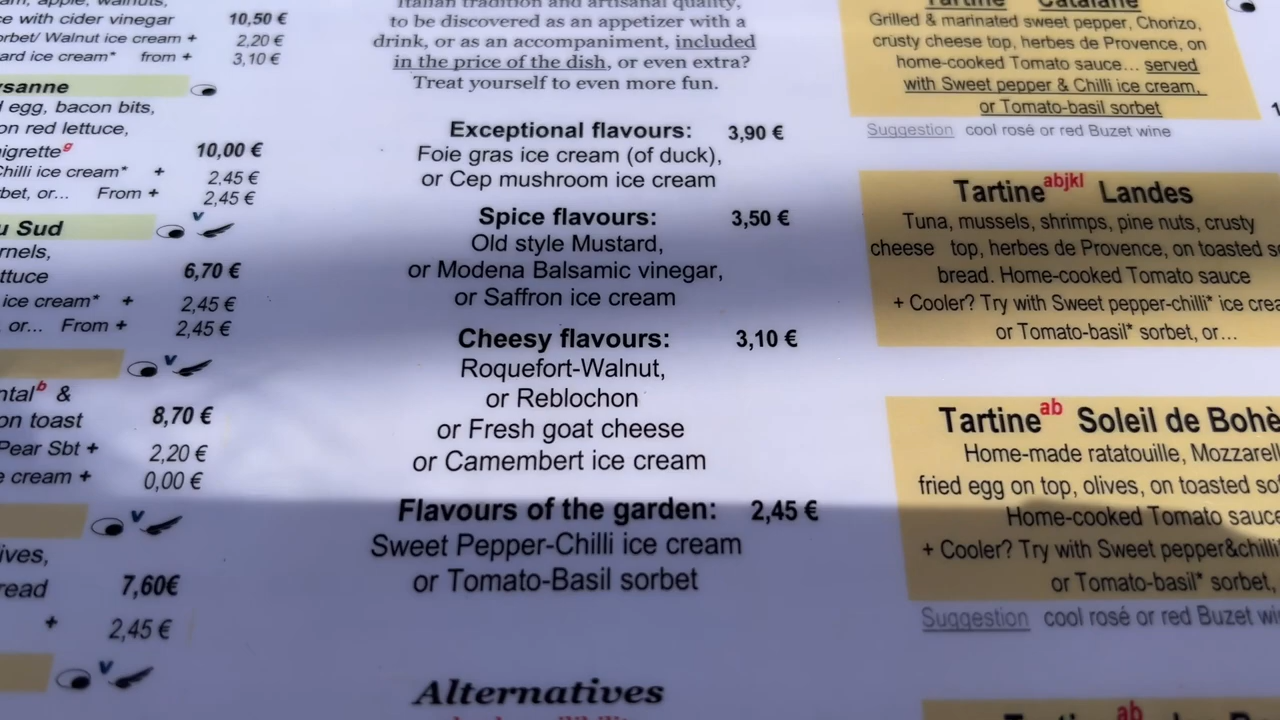 with cider vinegar 10,50 €
Walnut ice cream + 2,20 €
ice cream* from + 3,10 €
egg, bacon bits,
on red lettuce,
10,00 €
Chilli ice cream* + 2,45 €
or... From + 2,45 €
Sud v
6,70 €
ice cream* + 2,45 €
or... From + 2,45 €
v
b &
on toast 8,70 €
Pear Sbt + 2,20 €
cream + 0,00 €
v
7,60€
+ 2,45 €
v
Italian tradition and artisanal quality,
to be discovered as an appetizer with a
drink, or as an accompaniment, included
in the price of the dish, or even extra?
Treat yourself to even more fun.
Exceptional flavours: 3,90 €
Foie gras ice cream (of duck),
or Cep mushroom ice cream
Spice flavours: 3,50 €
Old style Mustard,
or Modena Balsamic vinegar,
or Saffron ice cream
Cheesy flavours: 3,10 €
Roquefort-Walnut,
or Reblochon
or Fresh goat cheese
or Camembert ice cream
Flavours of the garden: 2,45 €
Sweet Pepper-Chilli ice cream
or Tomato-Basil sorbet
Alternatives
Tartine Catalane
Grilled & marinated sweet pepper, Chorizo,
crusty cheese top, herbes de Provence, on
home-cooked Tomato sauce... served
with Sweet pepper & Chilli ice cream,
or Tomato-basil sorbet
Suggestion cool rosé or red Buzet wine
Tartine abjkl Landes
Tuna, mussels, shrimps, pine nuts, crusty
cheese top, herbes de Provence, on toasted
bread. Home-cooked Tomato sauce
+ Cooler? Try with Sweet pepper-chilli* ice
or Tomato-basil* sorbet, or...
Tartine ab Soleil de
Home-made ratatouille,
fried egg on top, olives, on toasted
Home-cooked Tomato sauce
+ Cooler? Try with Sweet pepper&chilli
or Tomato-basil* sorbet,
Suggestion cool rosé or red Buzet
ab